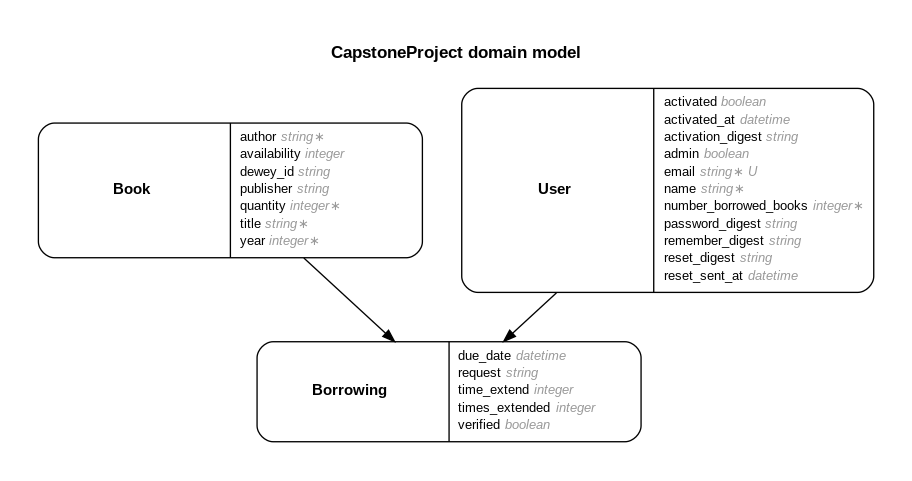 CapstoneProject domain model
Book
author string∗
availability integer
dewey_id string
publisher string
quantity integer∗
title string∗
year integer∗
User
activated boolean
activated_at datetime
activation_digest string
admin boolean
email string∗ U
name string∗
number_borrowed_books integer∗
password_digest string
remember_digest string
reset_digest string
reset_sent_at datetime
Borrowing
due_date datetime
request string
time_extend integer
times_extended integer
verified boolean